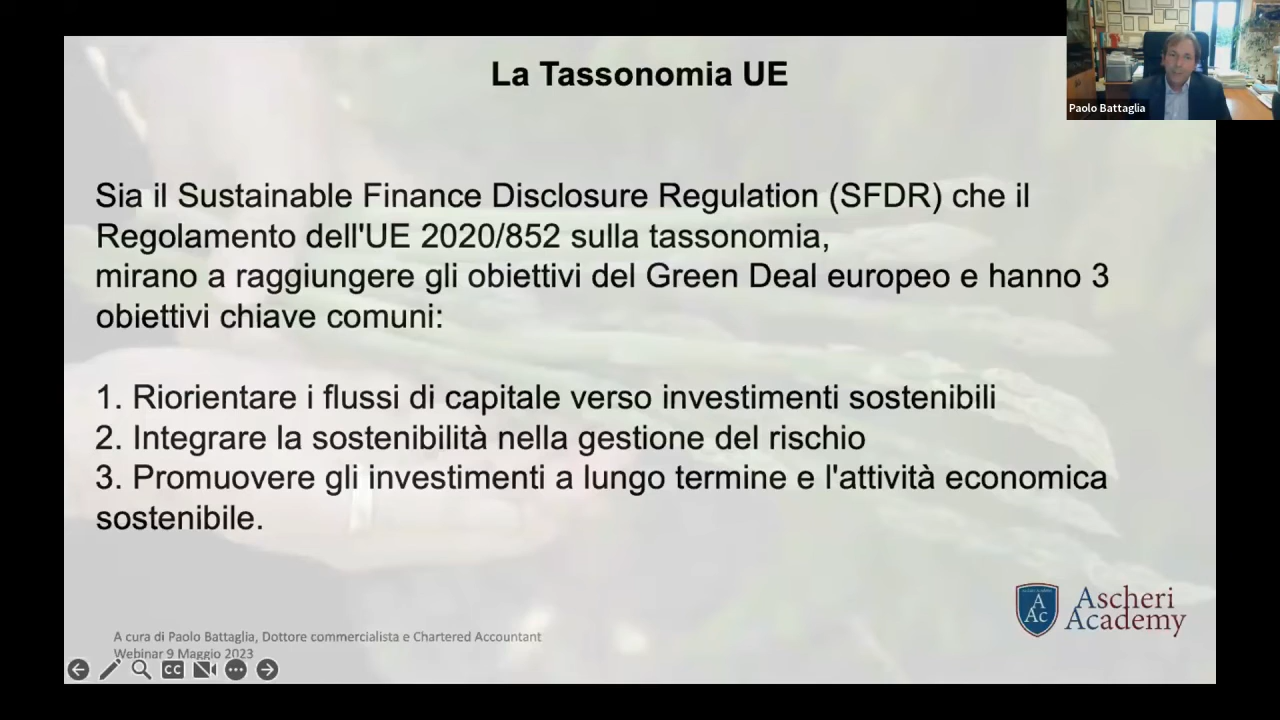 La Tassonomia UE
Paolo Battaglia
Sia il Sustainable Finance Disclosure Regulation (SFDR) che il
Regolamento dell'UE 2020/852 sulla tassonomia,
mirano a raggiungere gli obiettivi del Green Deal europeo e hanno 3
obiettivi chiave comuni:
1. Riorientare i flussi di capitale verso investimenti sostenibili
2. Integrare la sostenibilità nella gestione del rischio
3. Promuovere gli investimenti a lungo termine e l'attività economica
sostenibile.
A
Ac
Ascheri
Academy
A cura di Paolo Battaglia, Dottore commercialista e Chartered Accountant
Webinar 9 Maggio 2023
CC